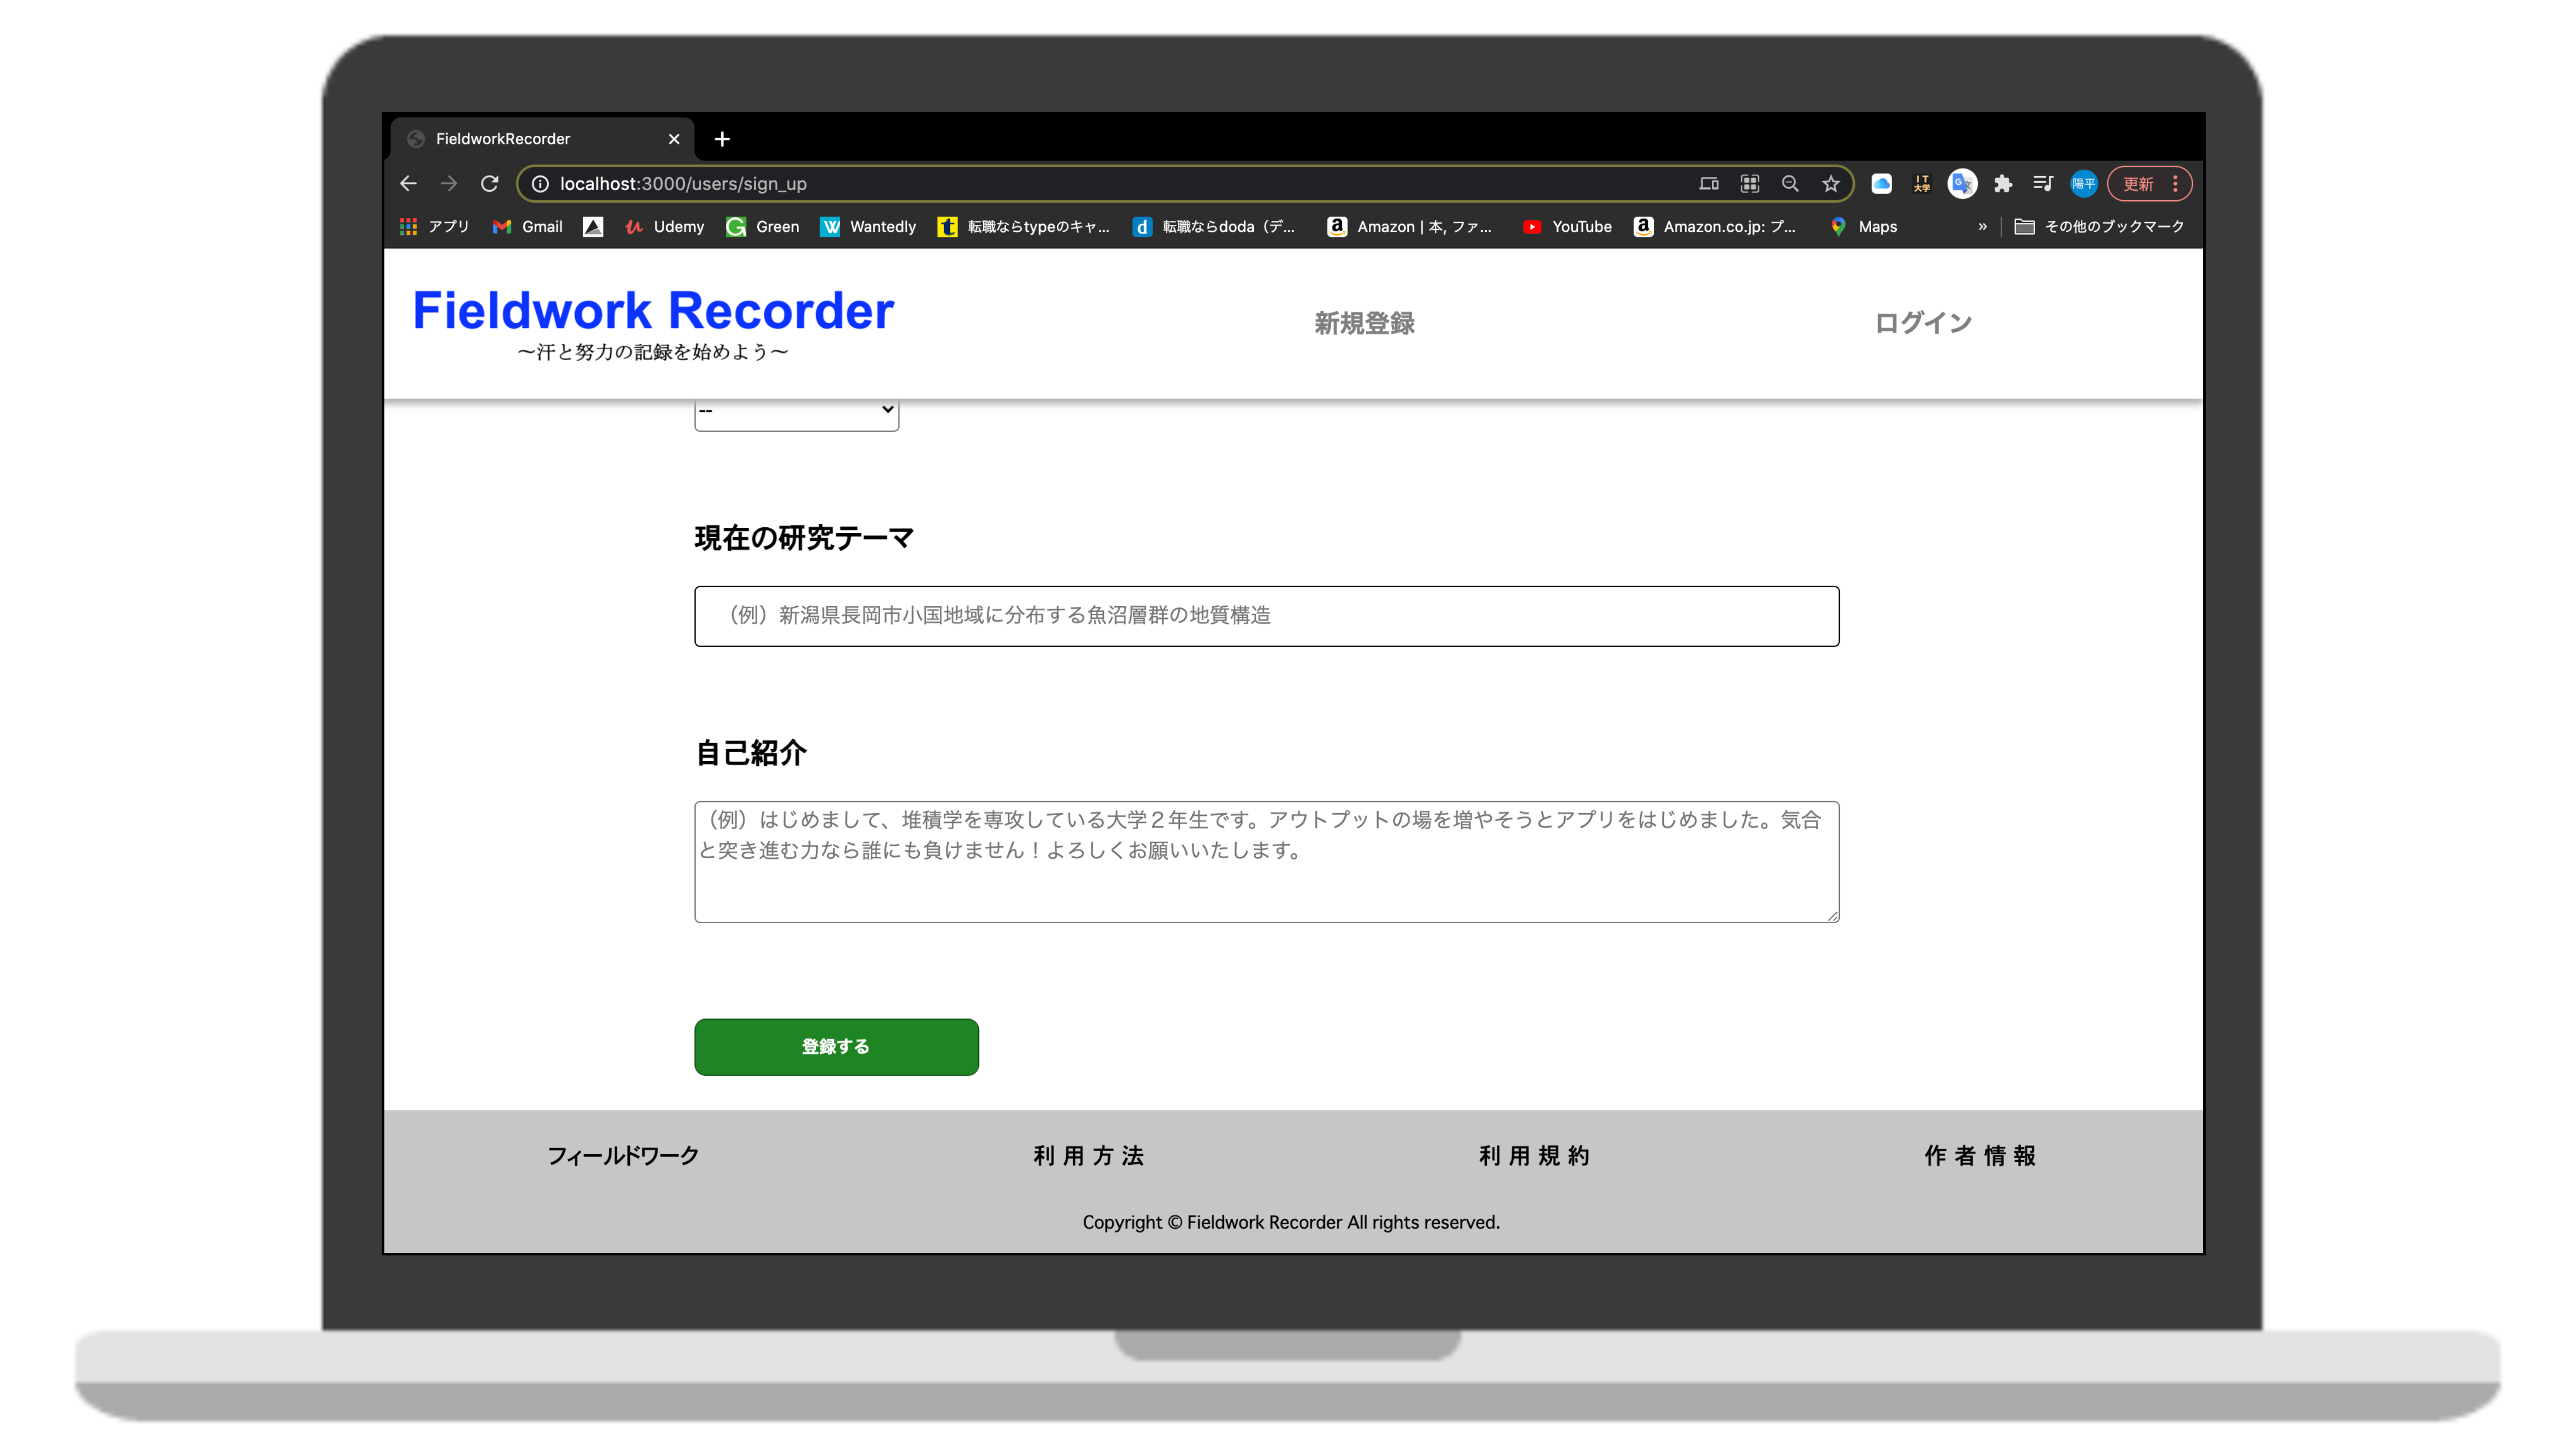 FieldworkRecorder
localhost:3000/users/sign_up
陽平
更新
アプリ Gmail Udemy Green Wantedly 転職ならtypeのキャ... 転職ならdoda（デ... Amazon | 本, ファ... YouTube Amazon.co.jp: プ... Maps » その他のブックマーク
Fieldwork Recorder
〜汗と努力の記録を始めよう〜
新規登録
ログイン
--
現在の研究テーマ
（例）新潟県長岡市小国地域に分布する魚沼層群の地質構造
自己紹介
（例）はじめまして、堆積学を専攻している大学２年生です。アウトプットの場を増やそうとアプリをはじめました。気合
と突き進む力なら誰にも負けません！よろしくお願いいたします。
登録する
フィールドワーク 利用方法 利用規約 作者情報
Copyright © Fieldwork Recorder All rights reserved.